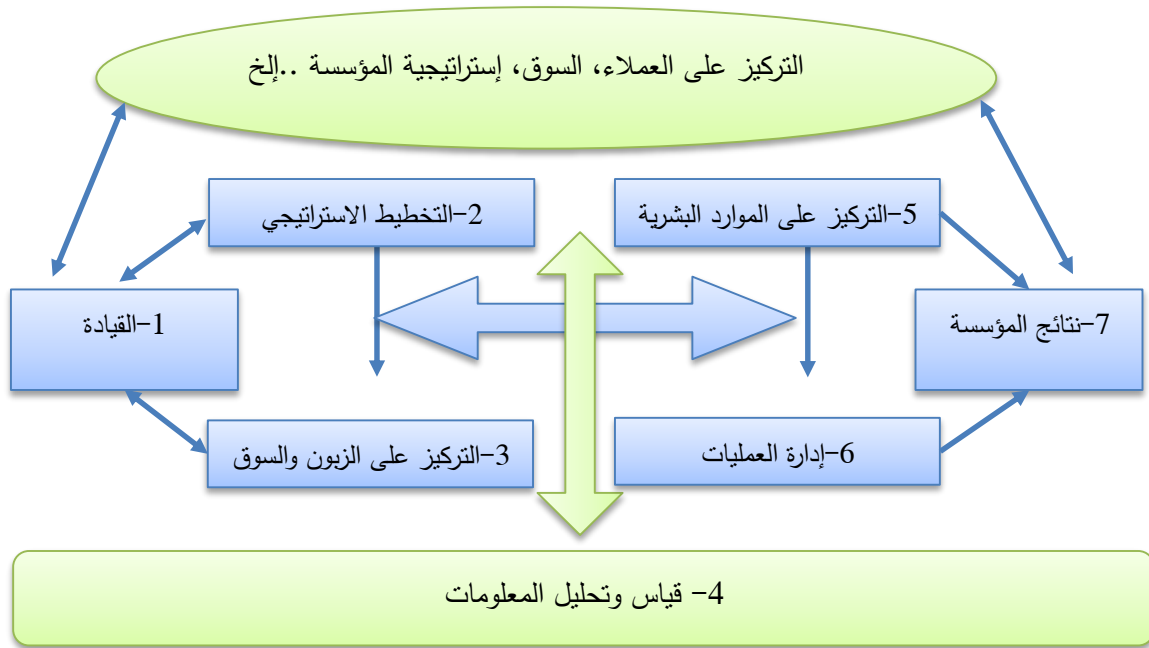 التركيز على العملاء، السوق، إستراتيجية المؤسسة ..إلخ
2-التخطيط الاستراتيجي
5-التركيز على الموارد البشرية
1-القيادة
7-نتائج المؤسسة
3-التركيز على الزبون والسوق
6-إدارة العمليات
4- قياس وتحليل المعلومات